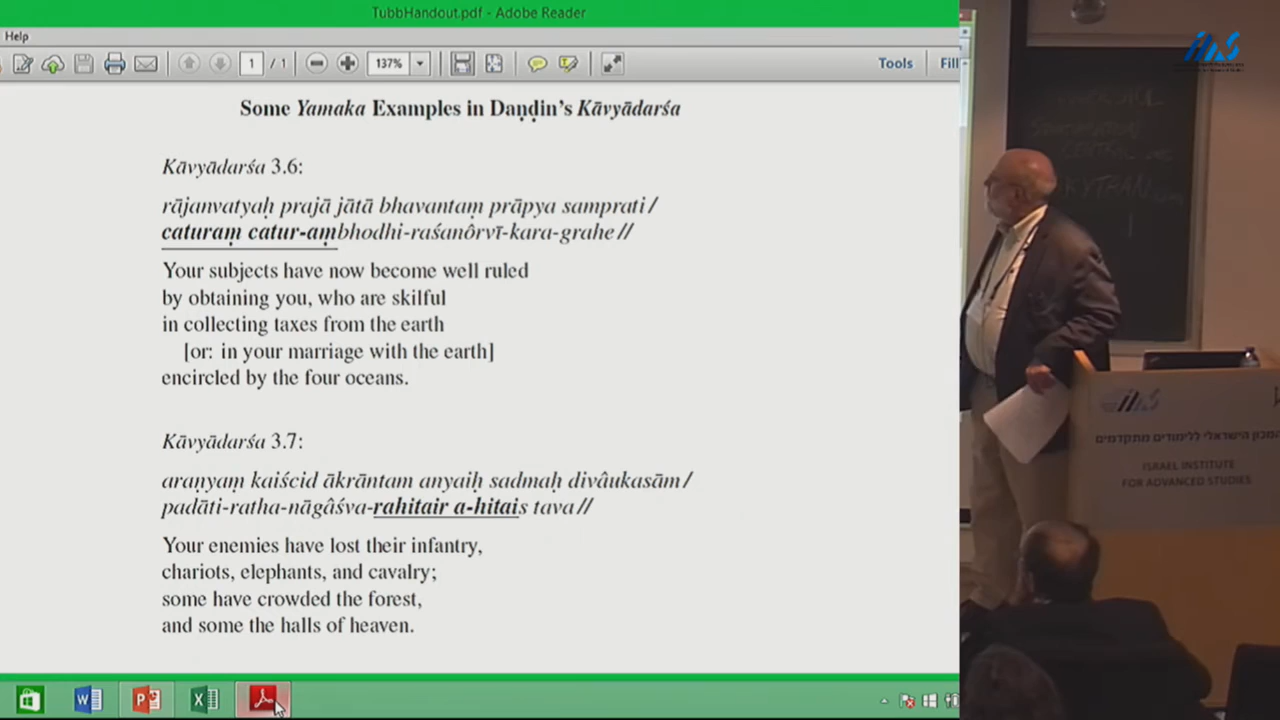 TubbHandout.pdf - Adobe Reader
Help
1 / 1
137%
Tools
Fill
Some Yamaka Examples in Daṇḍin's Kāvyādarśa
Kāvyādarśa 3.6:
rājanvatyaḥ prajā jātā bhavantaṃ prāpya samprati /
caturaṃ catur-aṃbhodhi-raśanôrvī-kara-grahe //
Your subjects have now become well ruled
by obtaining you, who are skilful
in collecting taxes from the earth
[or: in your marriage with the earth]
encircled by the four oceans.
Kāvyādarśa 3.7:
araṇyaṃ kaiścid ākrāntam anyaiḥ sadmaḥ divâukasām /
padāti-ratha-nāgâśva-rahitair a-hitais tava //
Your enemies have lost their infantry,
chariots, elephants, and cavalry;
some have crowded the forest,
and some the halls of heaven.
המכון הישראלי ללימודים מתקדמים
ISRAEL INSTITUTE
FOR ADVANCED STUDIES